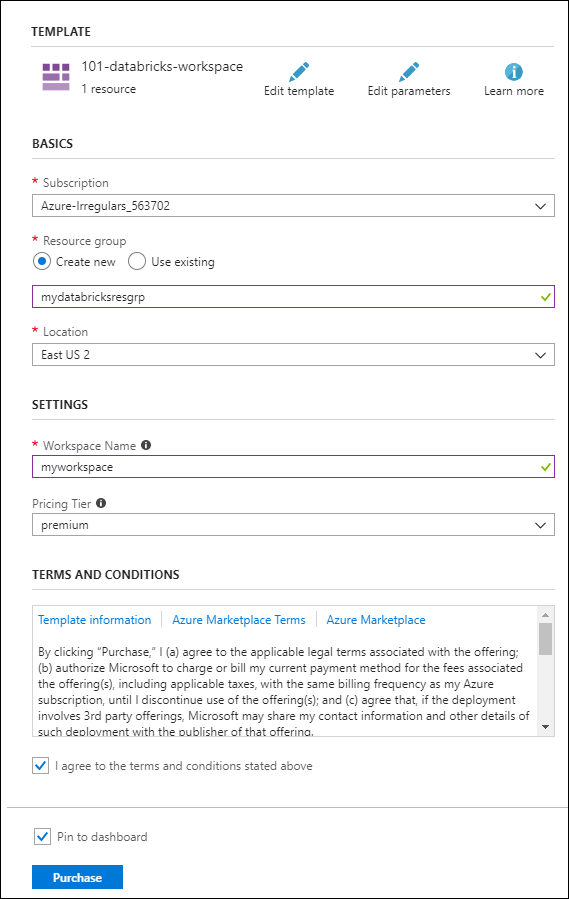 TEMPLATE
101-databricks-workspace
1 resource
Edit template
Edit parameters
Learn more
BASICS
* Subscription
Azure-Irregulars_563702
* Resource group
Create new
Use existing
mydatabricksresgrp
* Location
East US 2
SETTINGS
* Workspace Name
myworkspace
Pricing Tier
premium
TERMS AND CONDITIONS
Template information | Azure Marketplace Terms | Azure Marketplace
By clicking “Purchase,” I (a) agree to the applicable legal terms associated with the offering;
(b) authorize Microsoft to charge or bill my current payment method for the fees associated
the offering(s), including applicable taxes, with the same billing frequency as my Azure
subscription, until I discontinue use of the offering(s); and (c) agree that, if the deployment
involves 3rd party offerings, Microsoft may share my contact information and other details of
such deployment with the publisher of that offering.
I agree to the terms and conditions stated above
Pin to dashboard
Purchase